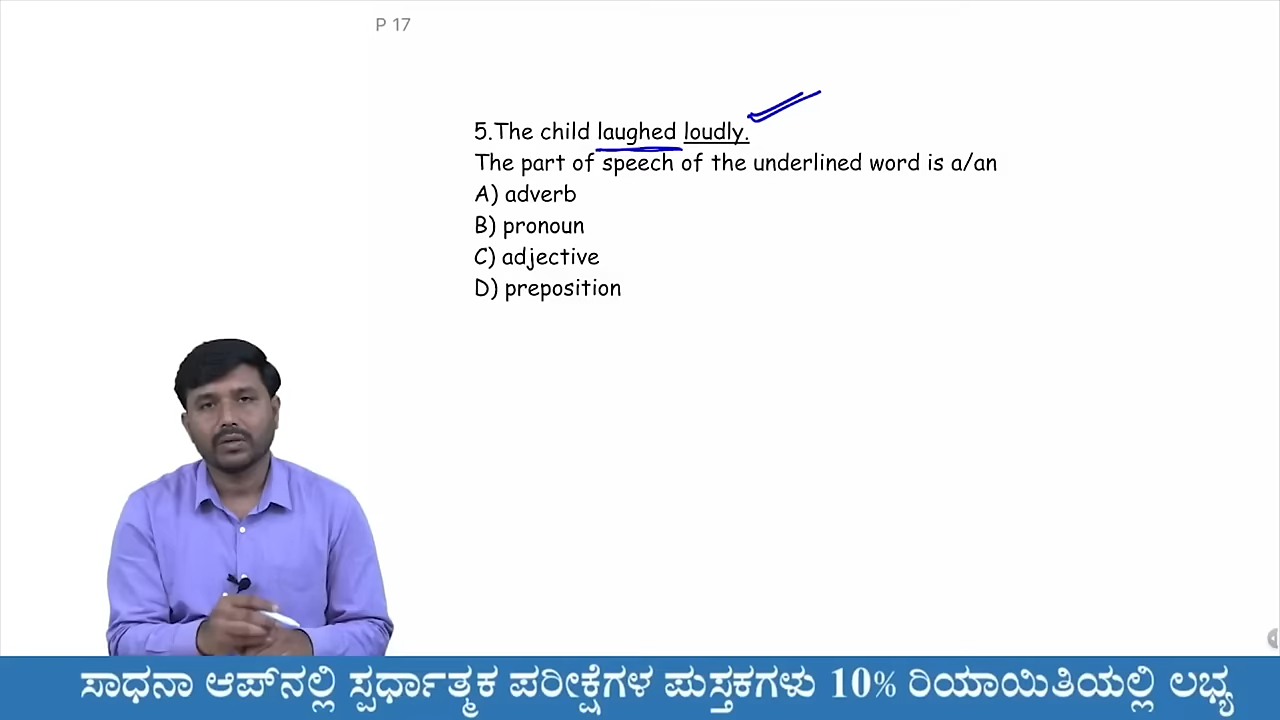 P 17
5.The child laughed loudly.
The part of speech of the underlined word is a/an
A) adverb
B) pronoun
C) adjective
D) preposition
ಸಾಧನಾ ಆಪ್‌ನಲ್ಲಿ ಸ್ಪರ್ಧಾತ್ಮಕ ಪರೀಕ್ಷೆಗಳ ಪುಸ್ತಕಗಳು 10% ರಿಯಾಯಿತಿಯಲ್ಲಿ ಲಭ್ಯ